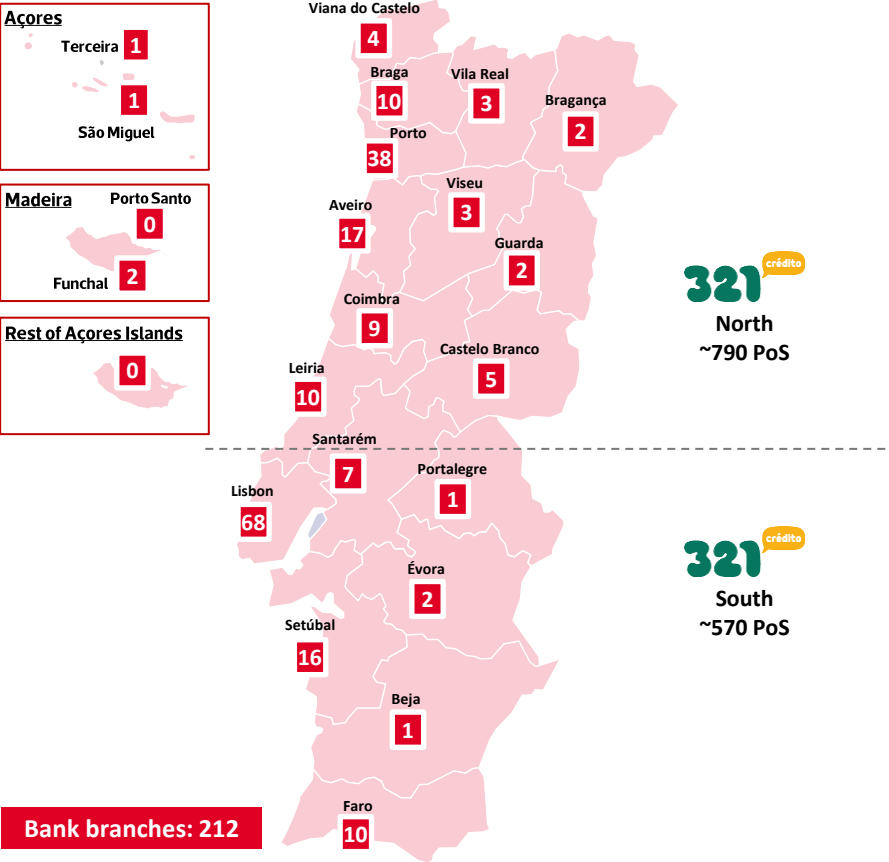 Açores
Terceira 1
1
São Miguel
Madeira
Porto Santo
0
Funchal 2
Rest of Açores Islands
0
Viana do Castelo
4
Braga
10
Vila Real
3
Bragança
2
Porto
38
Viseu
3
Aveiro
17
Guarda
2
Coimbra
9
Castelo Branco
5
Leiria
10
Santarém
7
Portalegre
1
Lisbon
68
Évora
2
Setúbal
16
Beja
1
Faro
10
321 crédito
North
~790 PoS
321 crédito
South
~570 PoS
Bank branches: 212